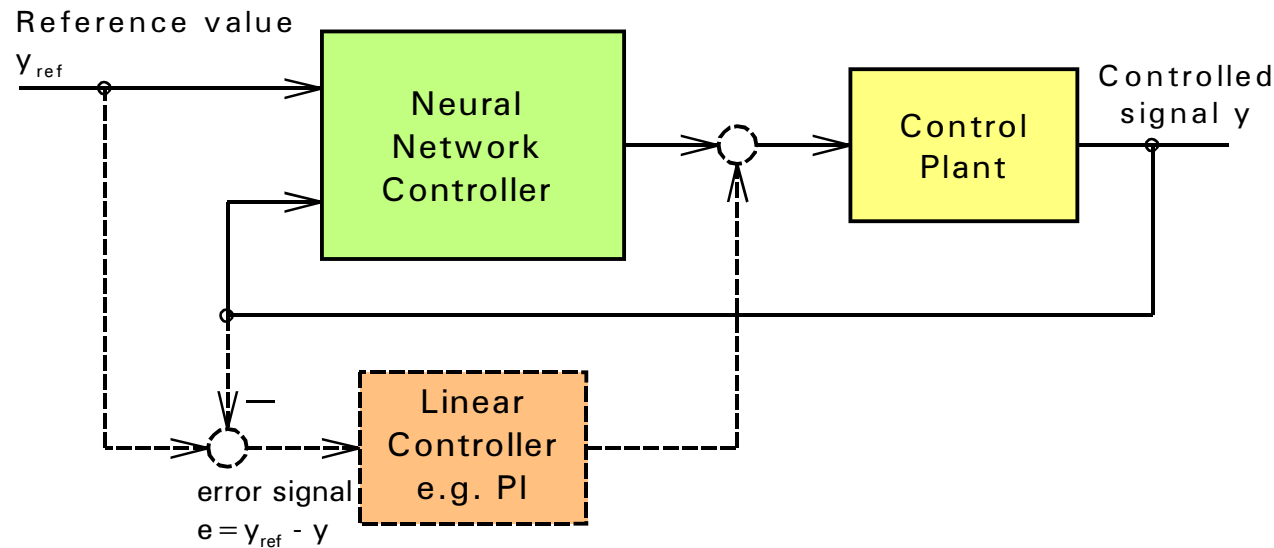 Reference value
y ref
Neural
Network
Controller
Control
Plant
Controlled
signal y
—
Linear
Controller
e.g. PI
error signal
e = y ref - y